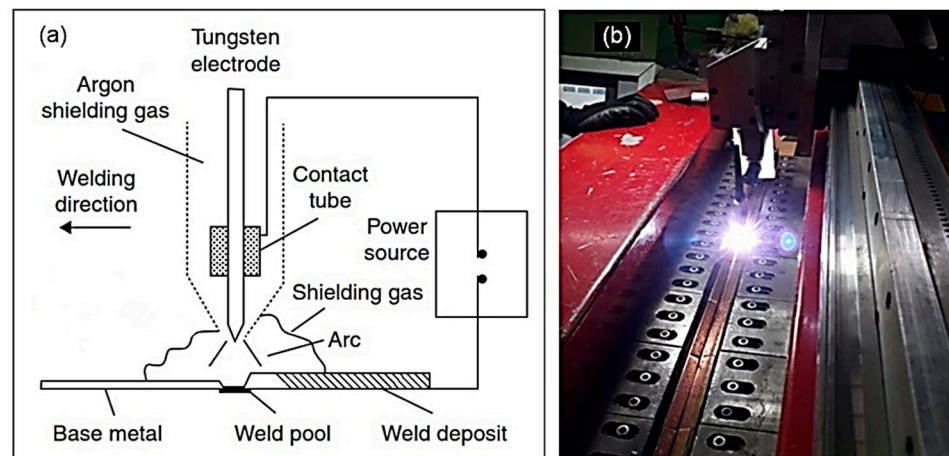 (a)
Tungsten
electrode
Argon
shielding gas
Welding
direction
Contact
tube
Power
source
Shielding gas
Arc
Base metal
Weld pool
Weld deposit
(b)